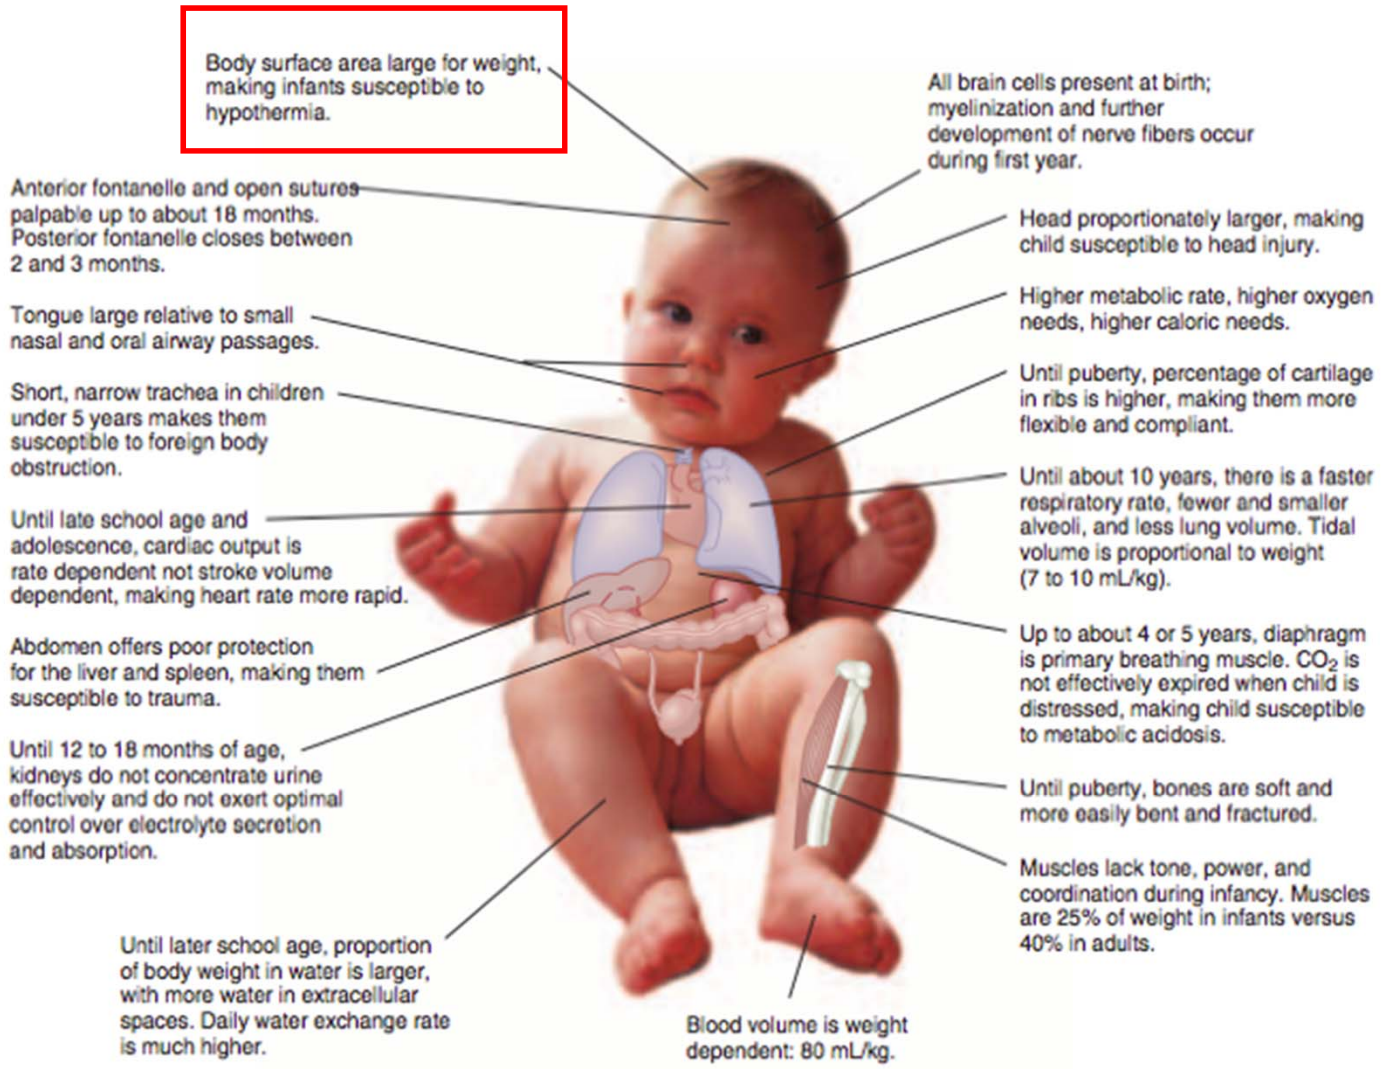 Body surface area large for weight,
making infants susceptible to
hypothermia.
All brain cells present at birth;
myelinization and further
development of nerve fibers occur
during first year.
Anterior fontanelle and open sutures
palpable up to about 18 months.
Posterior fontanelle closes between
2 and 3 months.
Head proportionately larger, making
child susceptible to head injury.
Tongue large relative to small
nasal and oral airway passages.
Higher metabolic rate, higher oxygen
needs, higher caloric needs.
Short, narrow trachea in children
under 5 years makes them
susceptible to foreign body
obstruction.
Until puberty, percentage of cartilage
in ribs is higher, making them more
flexible and compliant.
Until late school age and
adolescence, cardiac output is
rate dependent not stroke volume
dependent, making heart rate more rapid.
Until about 10 years, there is a faster
respiratory rate, fewer and smaller
alveoli, and less lung volume. Tidal
volume is proportional to weight
(7 to 10 mL/kg).
Abdomen offers poor protection
for the liver and spleen, making them
susceptible to trauma.
Up to about 4 or 5 years, diaphragm
is primary breathing muscle. CO₂ is
not effectively expired when child is
distressed, making child susceptible
to metabolic acidosis.
Until 12 to 18 months of age,
kidneys do not concentrate urine
effectively and do not exert optimal
control over electrolyte secretion
and absorption.
Until puberty, bones are soft and
more easily bent and fractured.
Muscles lack tone, power, and
coordination during infancy. Muscles
are 25% of weight in infants versus
40% in adults.
Until later school age, proportion
of body weight in water is larger,
with more water in extracellular
spaces. Daily water exchange rate
is much higher.
Blood volume is weight
dependent: 80 mL/kg.